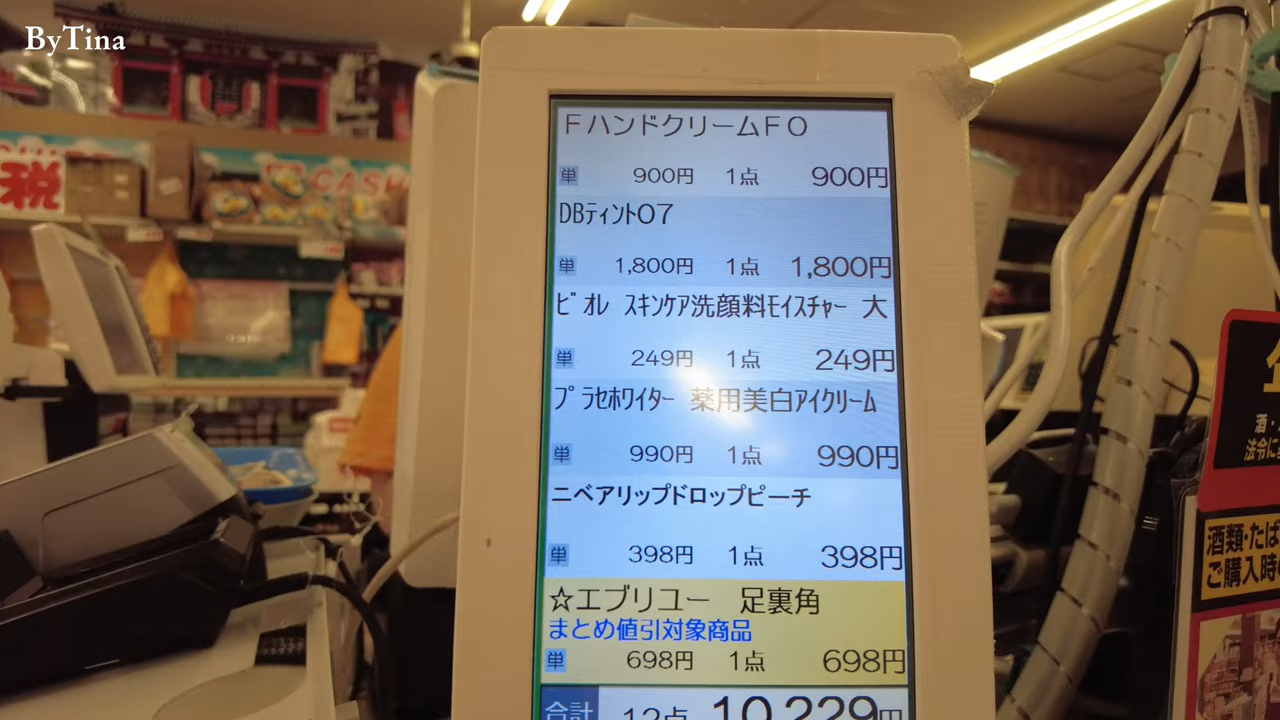 ByTina
FハンドクリームFO
単 900円 1点 900円
DBティント07
単 1,800円 1点 1,800円
ビオレ スキンケア洗顔料モイスチャー 大
単 249円 1点 249円
プラセホワイター 薬用美白アイクリーム
単 990円 1点 990円
ニベアリップドロップピーチ
単 398円 1点 398円
☆エブリユー 足裏角
まとめ値引対象商品
単 698円 1点 698円
合計 12点 10,229円
税
CASH
酒・
法令に
酒類・たば
ご購入時